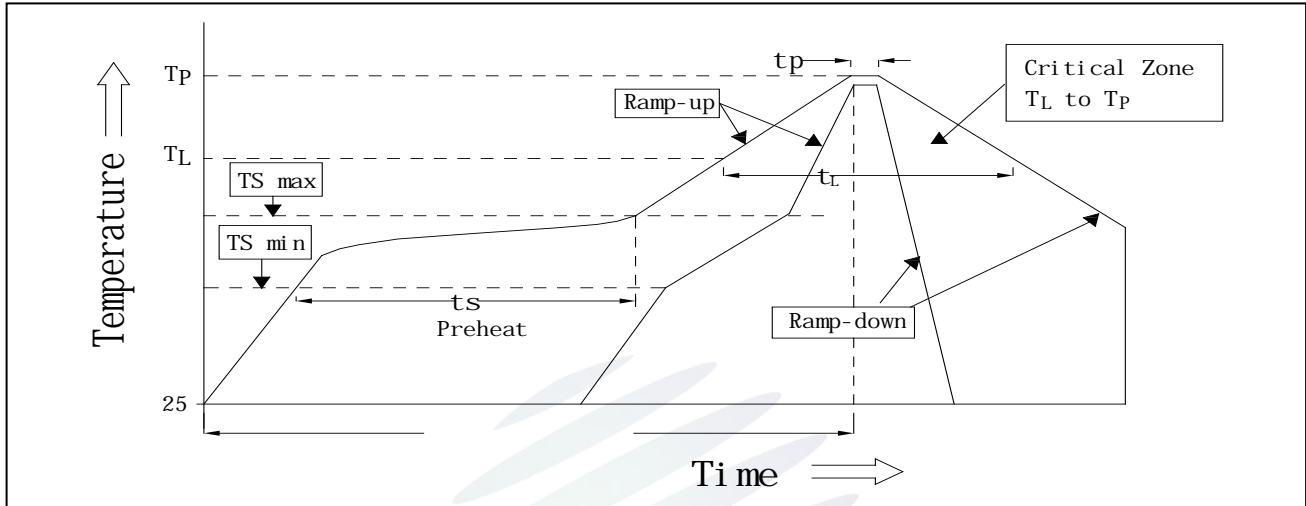 tp
Critical Zone
TL to TP
TP
Ramp-up
TL
TS max
tL
TS min
ts
Preheat
Ramp-down
25
Temperature
Time